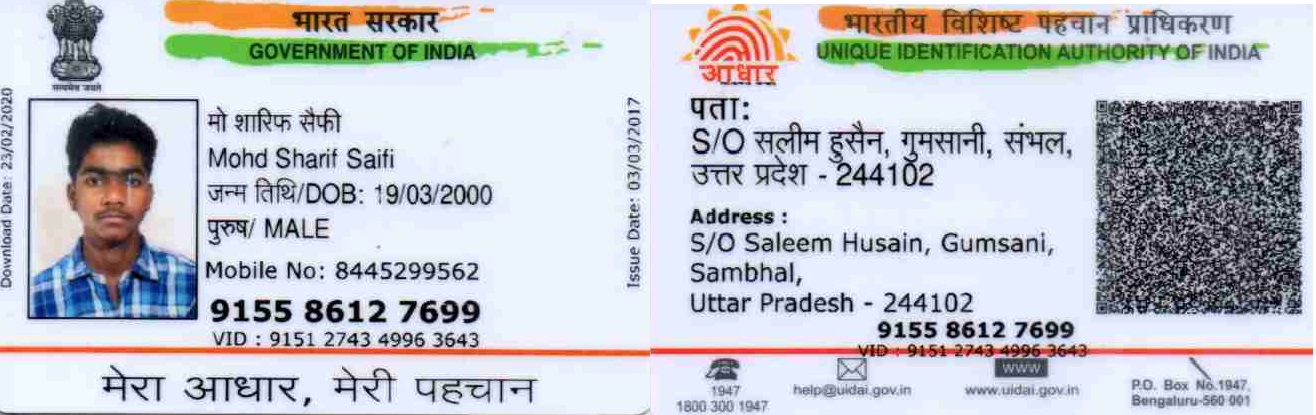 भारत सरकार
GOVERNMENT OF INDIA
सत्यमेव जयते
Download Date: 23/02/2020
मो शारिफ सैफी
Mohd Sharif Saifi
जन्म तिथि/DOB: 19/03/2000
पुरुष/ MALE
Mobile No: 8445299562
9155 8612 7699
VID : 9151 2743 4996 3643
Issue Date: 03/03/2017
मेरा आधार, मेरी पहचान
भारतीय विशिष्ट पहचान प्राधिकरण
UNIQUE IDENTIFICATION AUTHORITY OF INDIA
आधार
पता:
S/O सलीम हुसैन, गुमसानी, संभल,
उत्तर प्रदेश - 244102
Address :
S/O Saleem Husain, Gumsani,
Sambhal,
Uttar Pradesh - 244102
9155 8612 7699
VID : 9151 2743 4996 3643
1947
1800 300 1947
help@uidai.gov.in
WWW
www.uidai.gov.in
P.O. Box No.1947,
Bengaluru-560 001